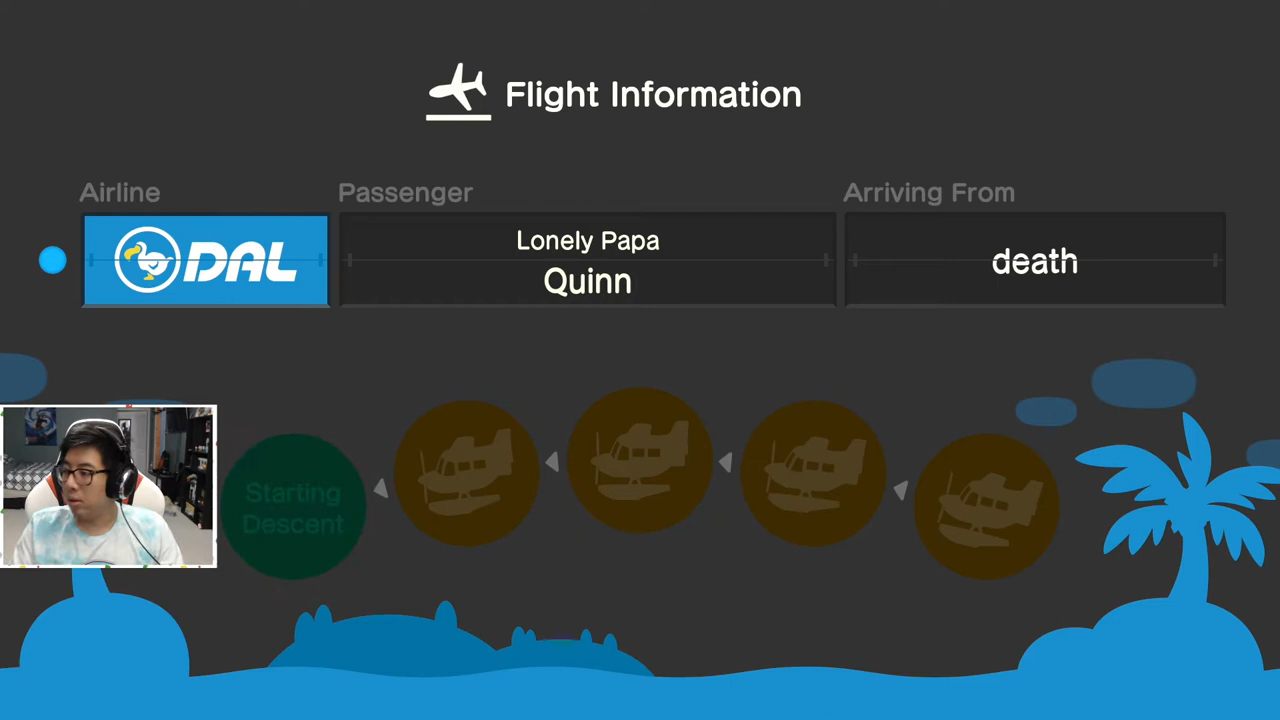 Flight Information
Airline
Passenger
Arriving From
DAL
Lonely Papa
Quinn
death
Starting
Descent